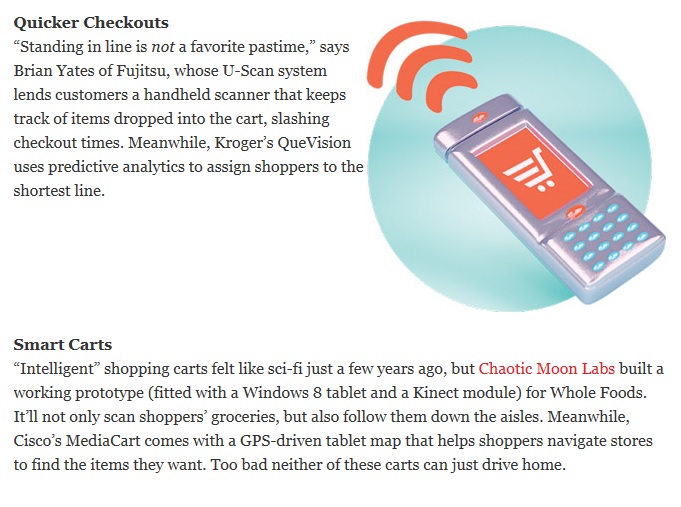 Quicker Checkouts
“Standing in line is not a favorite pastime,” says
Brian Yates of Fujitsu, whose U-Scan system
lends customers a handheld scanner that keeps
track of items dropped into the cart, slashing
checkout times. Meanwhile, Kroger’s QueVision
uses predictive analytics to assign shoppers to the
shortest line.
Smart Carts
“Intelligent” shopping carts felt like sci-fi just a few years ago, but Chaotic Moon Labs built a
working prototype (fitted with a Windows 8 tablet and a Kinect module) for Whole Foods.
It’ll not only scan shoppers’ groceries, but also follow them down the aisles. Meanwhile,
Cisco’s MediaCart comes with a GPS-driven tablet map that helps shoppers navigate stores
to find the items they want. Too bad neither of these carts can just drive home.